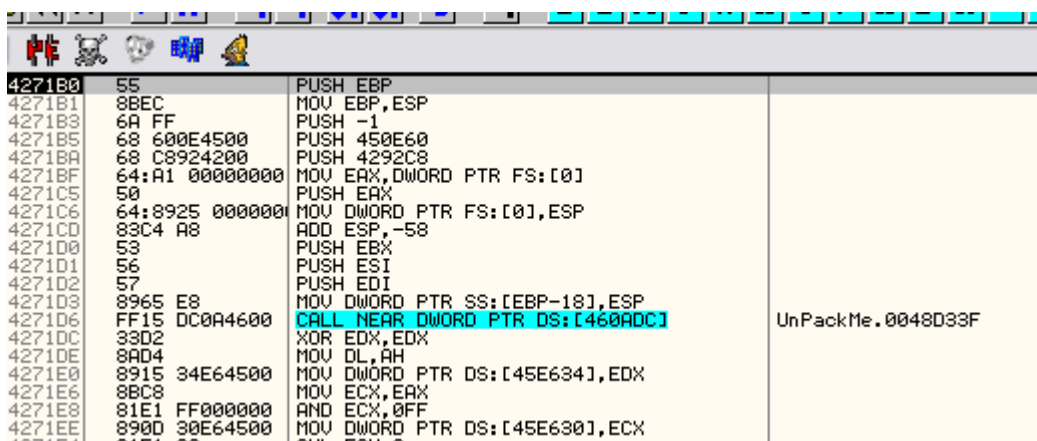 4271B0 55 PUSH EBP
4271B1 8BEC MOV EBP,ESP
4271B3 6A FF PUSH -1
4271B5 68 600E4500 PUSH 450E60
4271BA 68 C8924200 PUSH 4292C8
4271BF 64:A1 00000000 MOV EAX,DWORD PTR FS:[0]
4271C5 50 PUSH EAX
4271C6 64:8925 000000 MOV DWORD PTR FS:[0],ESP
4271CD 83C4 A8 ADD ESP,-58
4271D0 53 PUSH EBX
4271D1 56 PUSH ESI
4271D2 57 PUSH EDI
4271D3 8965 E8 MOV DWORD PTR SS:[EBP-18],ESP
4271D6 FF15 DC0A4600 CALL NEAR DWORD PTR DS:[460ADC] UnPackMe.0048D33F
4271DC 33D2 XOR EDX,EDX
4271DE 8AD4 MOV DL,AH
4271E0 8915 34E64500 MOV DWORD PTR DS:[45E634],EDX
4271E6 8BC8 MOV ECX,EAX
4271E8 81E1 FF000000 AND ECX,0FF
4271EE 890D 30E64500 MOV DWORD PTR DS:[45E630],ECX